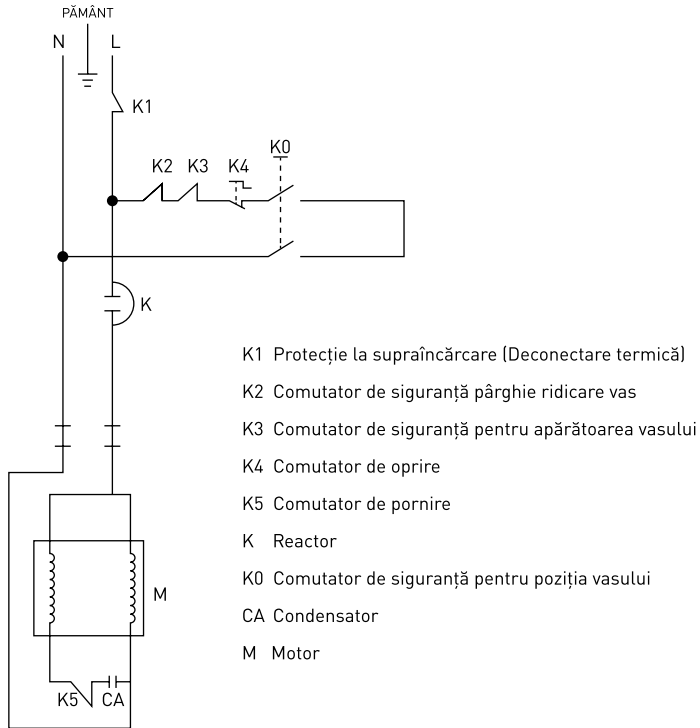 PĂMÂNT
N L
K1
K2 K3 K4 K0
K
K1 Protecție la supraîncărcare (Deconectare termică)
K2 Comutator de siguranță pârghie ridicare vas
K3 Comutator de siguranță pentru apărătoarea vasului
K4 Comutator de oprire
K5 Comutator de pornire
K Reactor
K0 Comutator de siguranță pentru poziția vasului
CA Condensator
M Motor
M
K5 CA